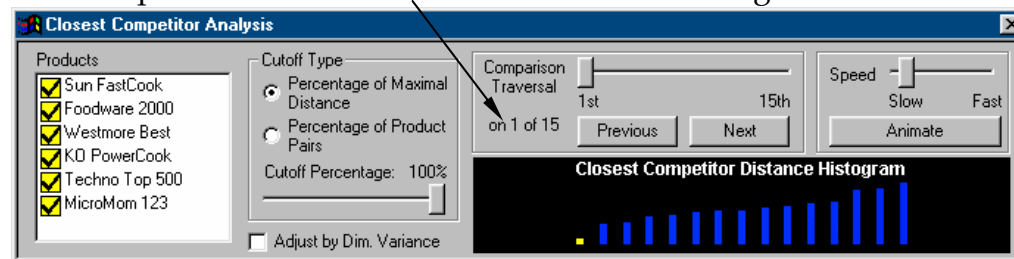 Closest Competitor Analysis
Products
Sun FastCook
Foodware 2000
Westmore Best
KO PowerCook
Techno Top 500
MicroMom 123
Cutoff Type
Percentage of Maximal
Distance
Percentage of Product
Pairs
Cutoff Percentage: 100%
Adjust by Dim. Variance
Comparison
Traversal
1st 15th
on 1 of 15
Previous Next
Speed
Slow Fast
Animate
Closest Competitor Distance Histogram